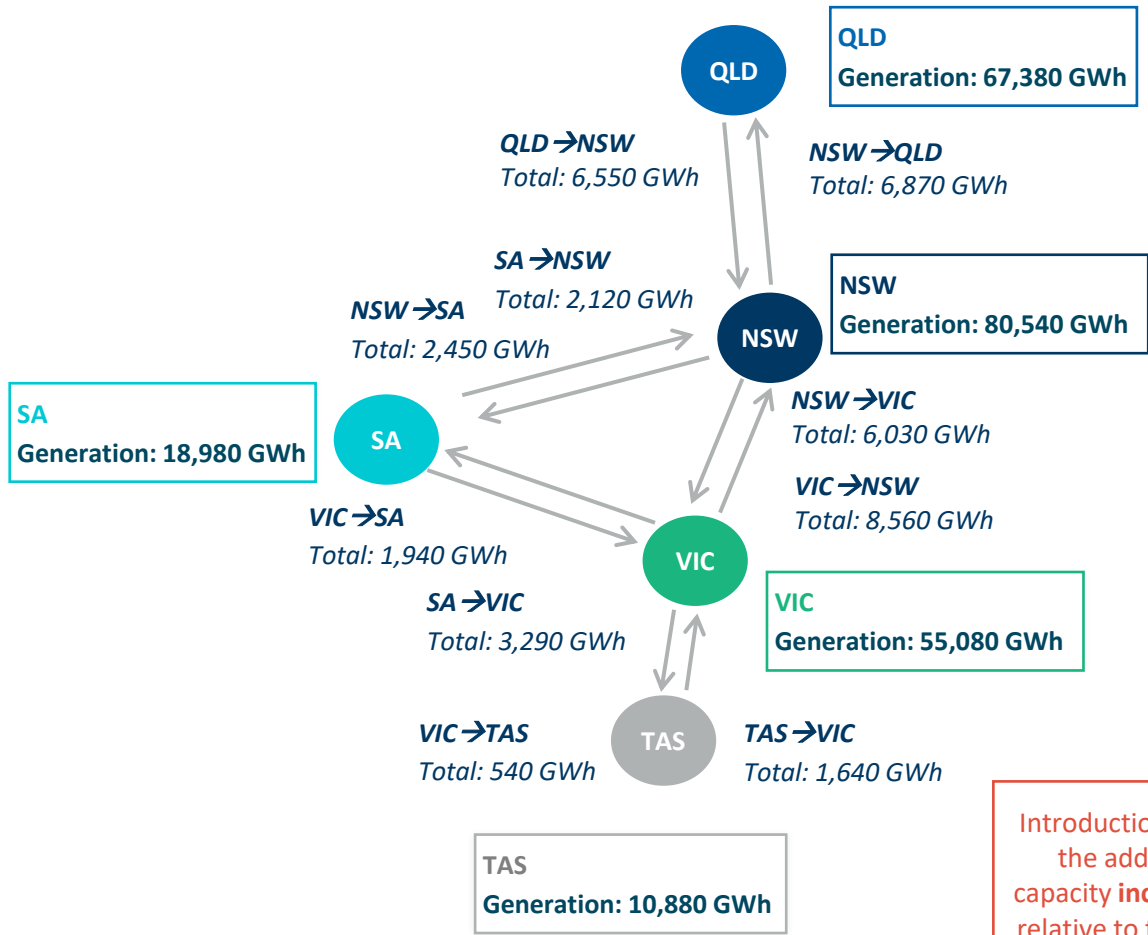 QLD
QLD
Generation: 67,380 GWh
QLD→NSW
Total: 6,550 GWh
NSW→QLD
Total: 6,870 GWh
SA→NSW
Total: 2,120 GWh
NSW→SA
Total: 2,450 GWh
NSW
NSW
Generation: 80,540 GWh
SA
Generation: 18,980 GWh
SA
NSW→VIC
Total: 6,030 GWh
VIC→NSW
Total: 8,560 GWh
VIC→SA
Total: 1,940 GWh
VIC
SA→VIC
Total: 3,290 GWh
VIC
Generation: 55,080 GWh
VIC→TAS
Total: 540 GWh
TAS
TAS→VIC
Total: 1,640 GWh
TAS
Generation: 10,880 GWh
the add
capacity
relative to